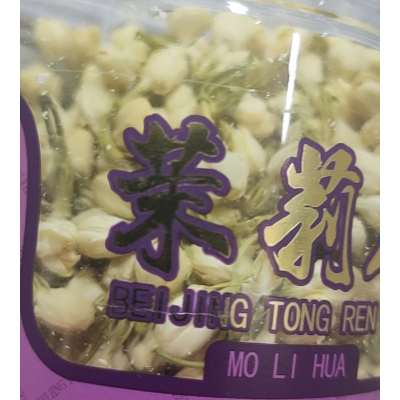 茉莉
BEIJING TONG REN
MO LI HUA